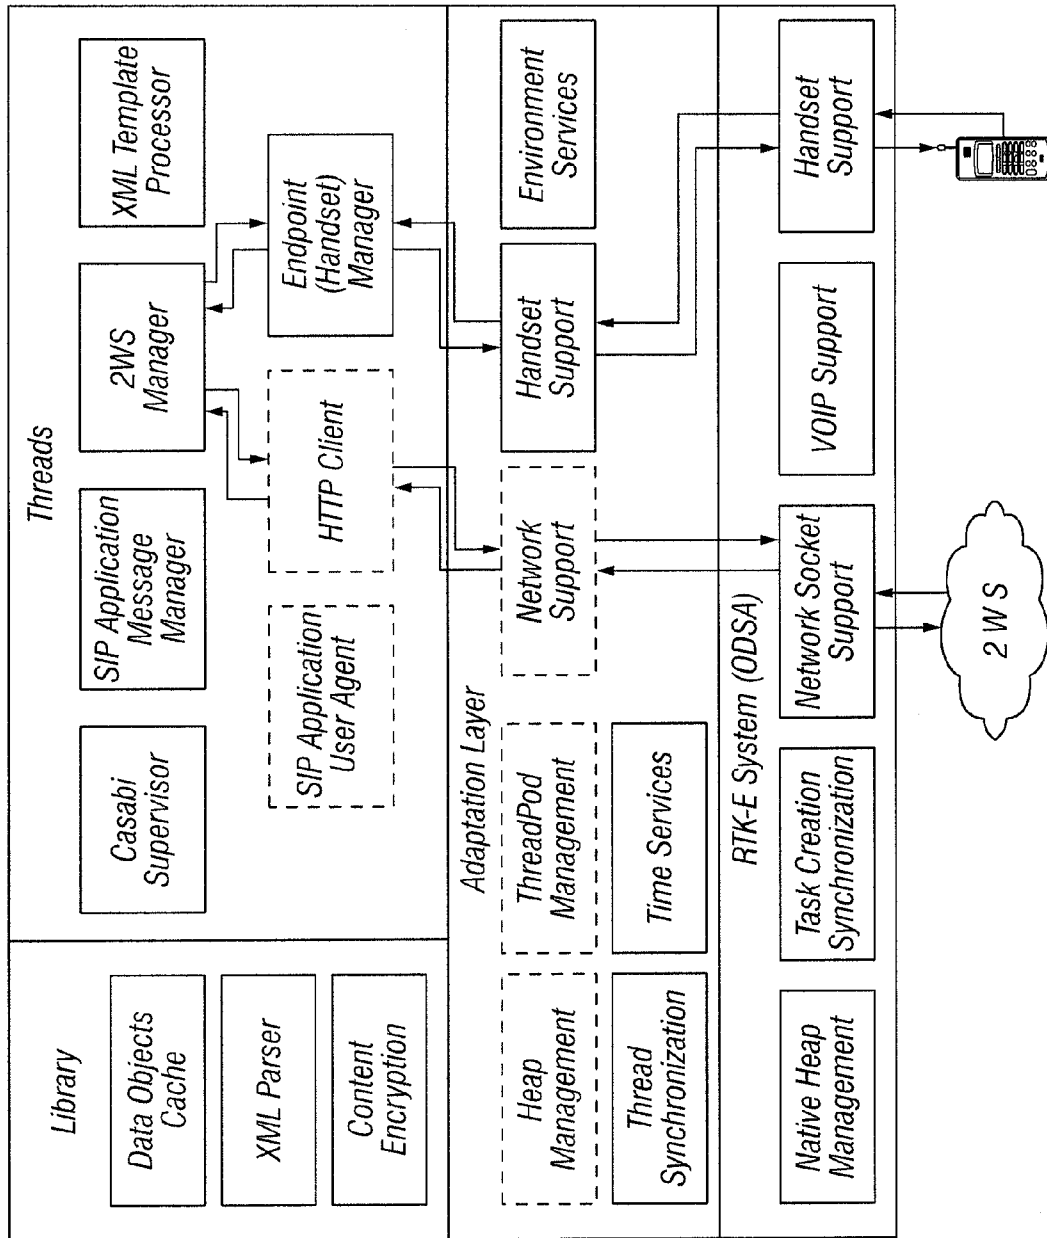 Library
Data Objects
Cache
XML Parser
Content
Encryption
Threads
Casabi
Supervisor
SIP Application
Message
Manager
2WS
Manager
XML Template
Processor
SIP Application
User Agent
HTTP Client
Endpoint
(Handset)
Manager
Adaptation Layer
Heap
Management
ThreadPod
Management
Network
Support
Handset
Support
Environment
Services
Thread
Synchronization
Time Services
RTK-E System (ODSA)
Native Heap
Management
Task Creation
Synchronization
Network Socket
Support
VOIP Support
Handset
Support
2WS